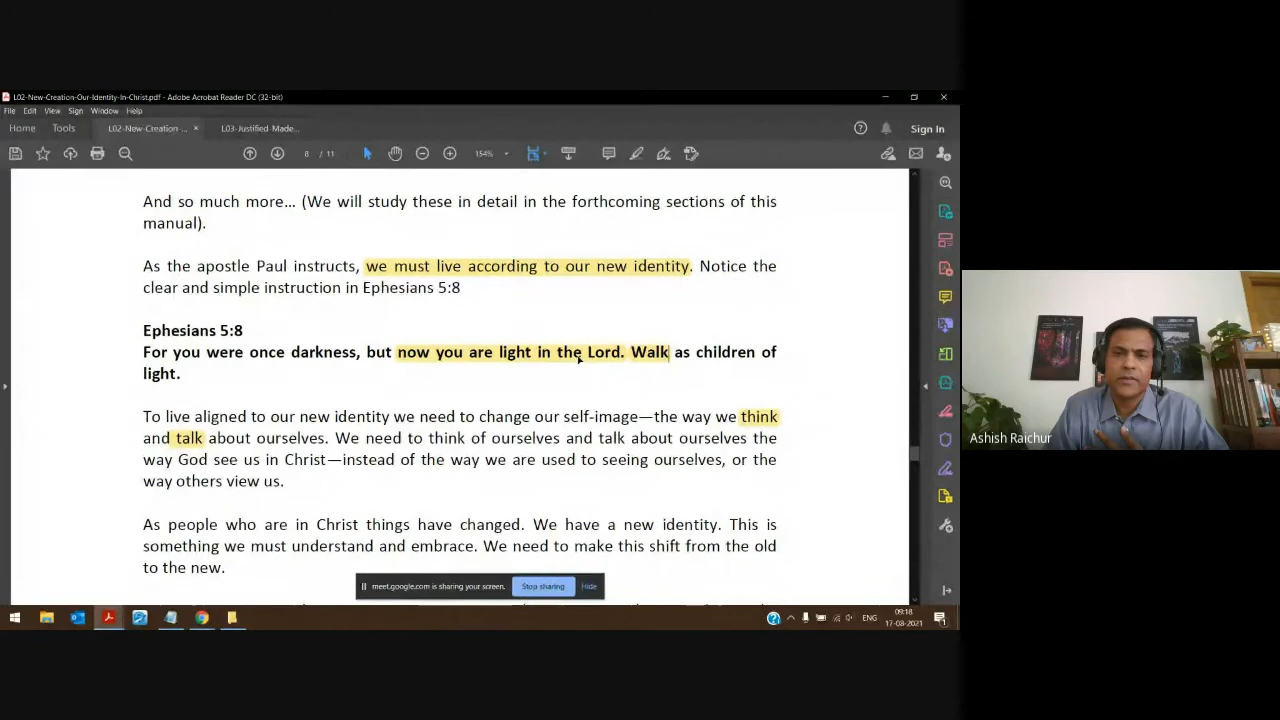 L02-New-Creation-Our-Identity-In-Christ.pdf - Adobe Acrobat Reader DC (32-bit)
File Edit View Sign Window Help
Home Tools L02-New-Creation-... × L03-Justified-Made... Sign In
8 / 11 154%
And so much more... (We will study these in detail in the forthcoming sections of this
manual).
As the apostle Paul instructs, we must live according to our new identity. Notice the
clear and simple instruction in Ephesians 5:8
Ephesians 5:8
For you were once darkness, but now you are light in the Lord. Walk as children of
light.
To live aligned to our new identity we need to change our self-image—the way we think
and talk about ourselves. We need to think of ourselves and talk about ourselves the
way God see us in Christ—instead of the way we are used to seeing ourselves, or the
way others view us.
As people who are in Christ things have changed. We have a new identity. This is
something we must understand and embrace. We need to make this shift from the old
to the new.
meet.google.com is sharing your screen. Stop sharing Hide
ENG
09:18
17-08-2021
Ashish Raichur